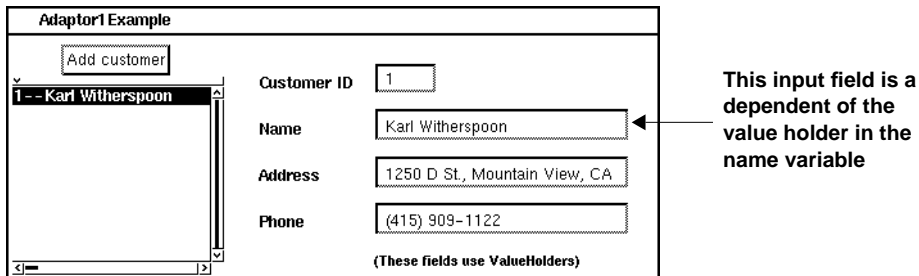 Adaptor1 Example
Add customer
1--Karl Witherspoon
Customer ID 1
Name Karl Witherspoon
Address 1250 D St., Mountain View, CA
Phone (415) 909-1122
(These fields use ValueHolders)
This input field is a
dependent of the
value holder in the
name variable